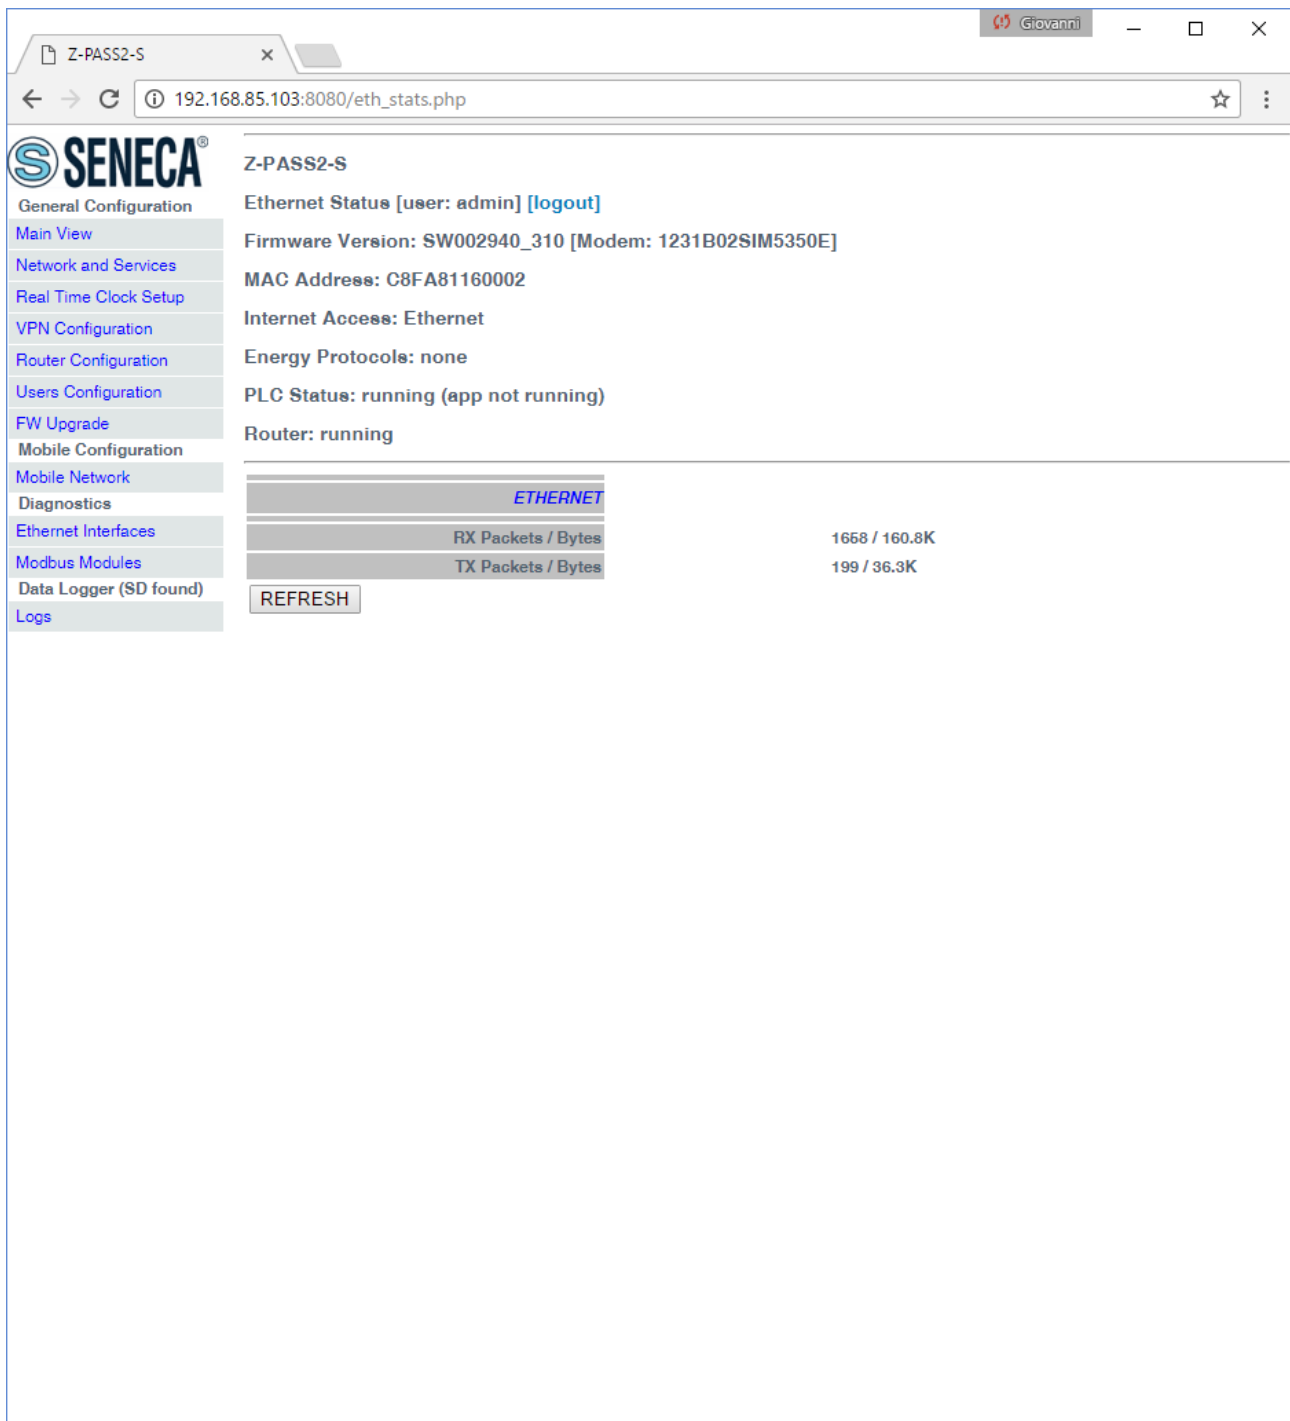 Giovanni
Z-PASS2-S
192.168.85.103:8080/eth_stats.php
SENECA®
General Configuration
Main View
Network and Services
Real Time Clock Setup
VPN Configuration
Router Configuration
Users Configuration
FW Upgrade
Mobile Configuration
Mobile Network
Diagnostics
Ethernet Interfaces
Modbus Modules
Data Logger (SD found)
Logs
Z-PASS2-S
Ethernet Status [user: admin] [logout]
Firmware Version: SW002940_310 [Modem: 1231B02SIM5350E]
MAC Address: C8FA81160002
Internet Access: Ethernet
Energy Protocols: none
PLC Status: running (app not running)
Router: running
ETHERNET
RX Packets / Bytes 1658 / 160.8K
TX Packets / Bytes 199 / 36.3K
REFRESH